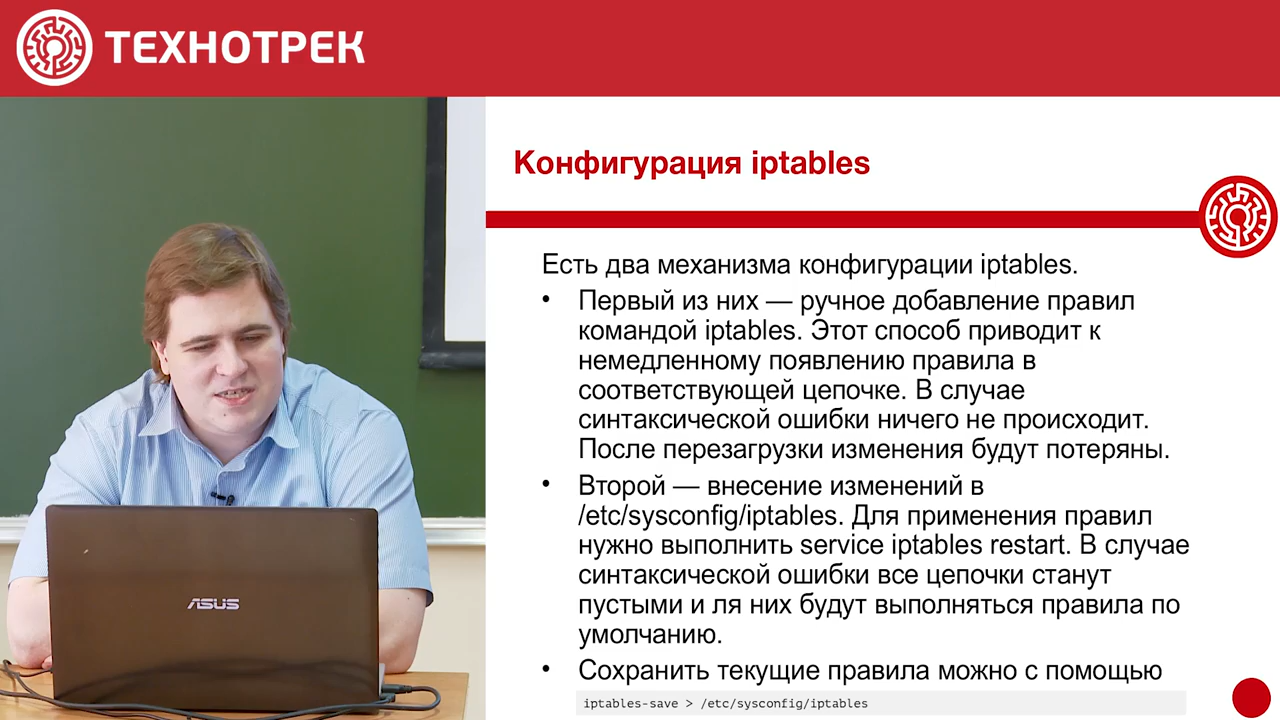 ТЕХНОТРЕК
Конфигурация iptables
Есть два механизма конфигурации iptables.
• Первый из них — ручное добавление правил
командой iptables. Этот способ приводит к
немедленному появлению правила в
соответствующей цепочке. В случае
синтаксической ошибки ничего не происходит.
После перезагрузки изменения будут потеряны.
• Второй — внесение изменений в
/etc/sysconfig/iptables. Для применения правил
нужно выполнить service iptables restart. В случае
синтаксической ошибки все цепочки станут
пустыми и ля них будут выполняться правила по
умолчанию.
• Сохранить текущие правила можно с помощью
iptables-save > /etc/sysconfig/iptables
ASUS